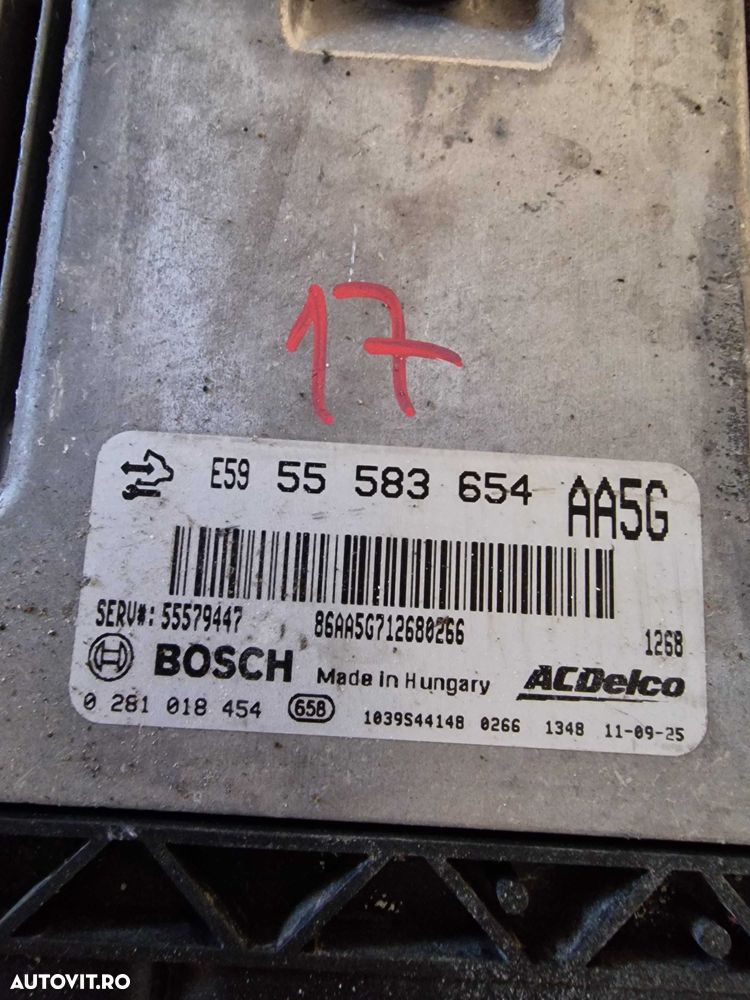 17
E59 55 583 654 AA5G
SERV#: 55579447 86AA5G712680266 1268
BOSCH Made in Hungary ACDelco
0 281 018 454 658 1039S44148 0266 1348 11-09-25
AUTOVIT.RO